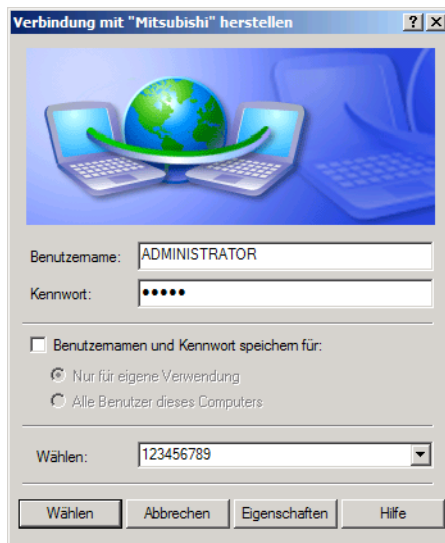 Verbindung mit "Mitsubishi" herstellen
Benutzername: ADMINISTRATOR
Kennwort: •••••
Benutzernamen und Kennwort speichern für:
Nur für eigene Verwendung
Alle Benutzer dieses Computers
Wählen: 123456789
Wählen Abbrechen Eigenschaften Hilfe